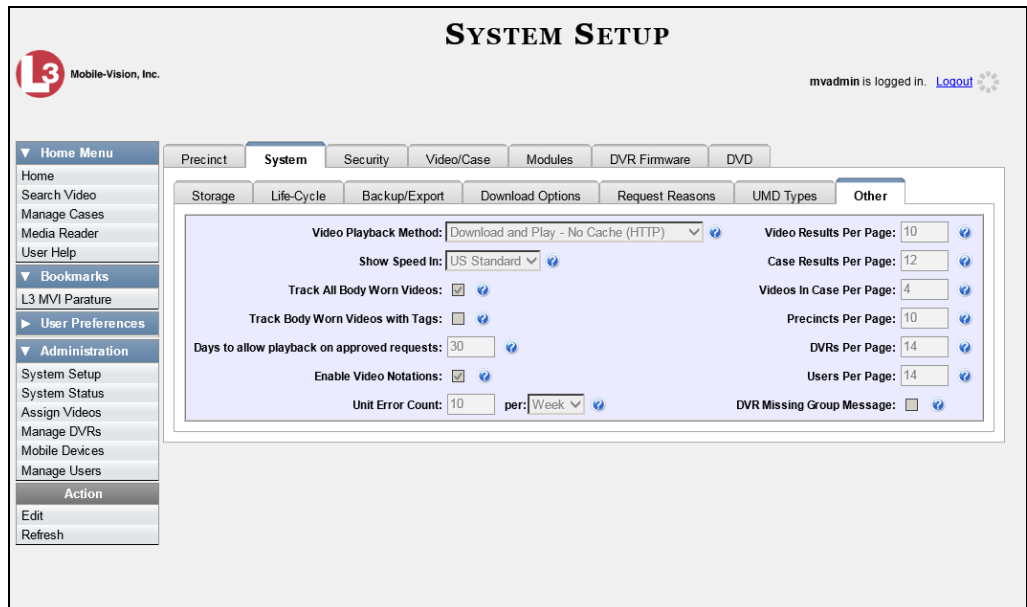 SYSTEM SETUP
L3 Mobile-Vision, Inc.
mvadmin is logged in. Logout
▼ Home Menu
Home
Search Video
Manage Cases
Media Reader
User Help
▼ Bookmarks
L3 MVI Parature
► User Preferences
▼ Administration
System Setup
System Status
Assign Videos
Manage DVRs
Mobile Devices
Manage Users
Action
Edit
Refresh
Precinct System Security Video/Case Modules DVR Firmware DVD
Storage Life-Cycle Backup/Export Download Options Request Reasons UMD Types Other
Video Playback Method: Download and Play - No Cache (HTTP) ? Video Results Per Page: 10 ?
Show Speed In: US Standard ? Case Results Per Page: 12 ?
Track All Body Worn Videos: ? Videos In Case Per Page: 4 ?
Track Body Worn Videos with Tags: ? Precincts Per Page: 10 ?
Days to allow playback on approved requests: 30 ? DVRs Per Page: 14 ?
Enable Video Notations: ? Users Per Page: 14 ?
Unit Error Count: 10 per: Week ? DVR Missing Group Message: ?